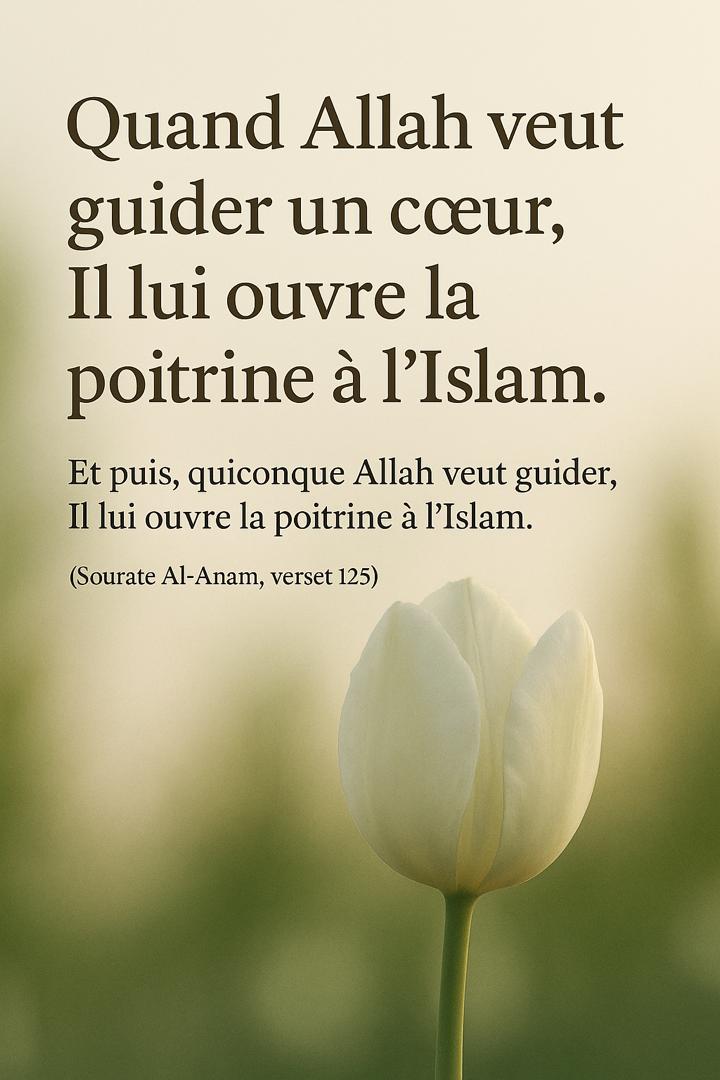 Quand Allah veut
guider un cœur,
Il lui ouvre la
poitrine à l’Islam.
Et puis, quiconque Allah veut guider,
Il lui ouvre la poitrine à l’Islam.
(Sourate Al-Anam, verset 125)